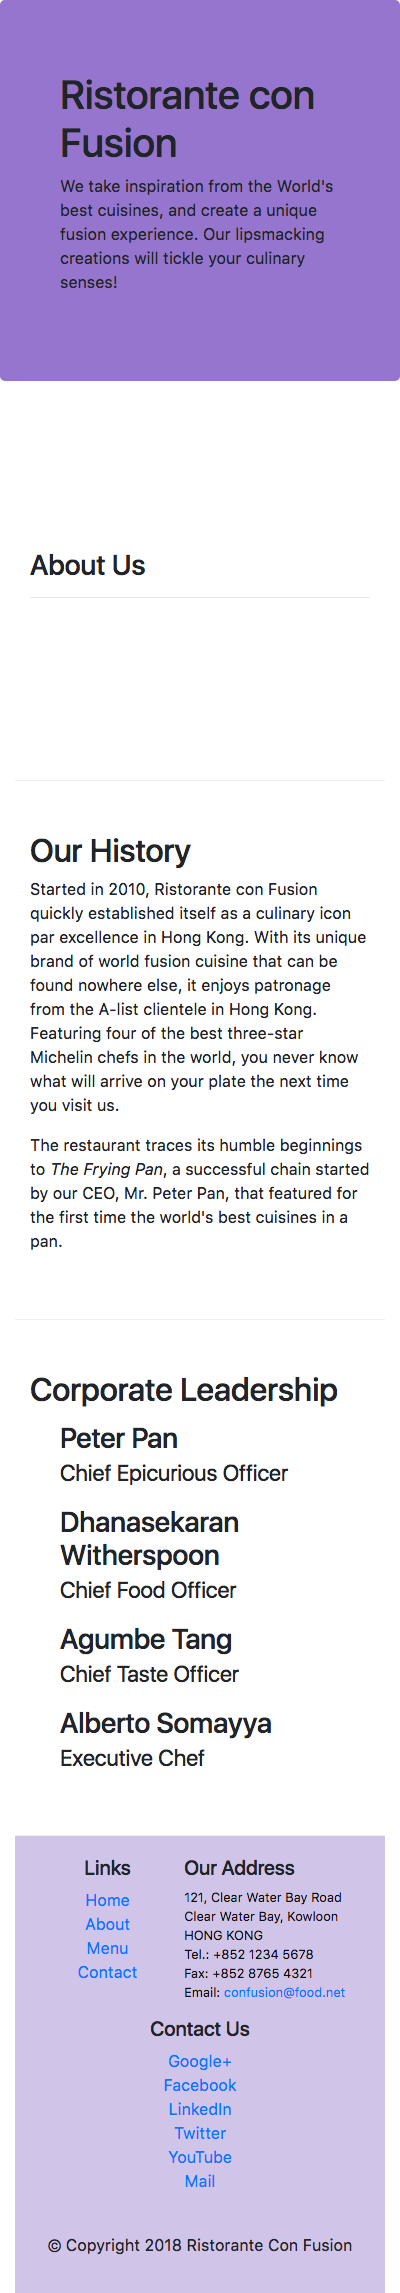 Ristorante con
Fusion
We take inspiration from the World's
best cuisines, and create a unique
fusion experience. Our lipsmacking
creations will tickle your culinary
senses!
About Us
Our History
Started in 2010, Ristorante con Fusion
quickly established itself as a culinary icon
par excellence in Hong Kong. With its unique
brand of world fusion cuisine that can be
found nowhere else, it enjoys patronage
from the A-list clientele in Hong Kong.
Featuring four of the best three-star
Michelin chefs in the world, you never know
what will arrive on your plate the next time
you visit us.
The restaurant traces its humble beginnings
to The Frying Pan, a successful chain started
by our CEO, Mr. Peter Pan, that featured for
the first time the world's best cuisines in a
pan.
Corporate Leadership
Peter Pan
Chief Epicurious Officer
Dhanasekaran
Witherspoon
Chief Food Officer
Agumbe Tang
Chief Taste Officer
Alberto Somayya
Executive Chef
Links
Home
About
Menu
Contact
Our Address
121, Clear Water Bay Road
Clear Water Bay, Kowloon
HONG KONG
Tel.: +852 1234 5678
Fax: +852 8765 4321
Email: confusion@food.net
Contact Us
Google+
Facebook
LinkedIn
Twitter
YouTube
Mail
© Copyright 2018 Ristorante Con Fusion